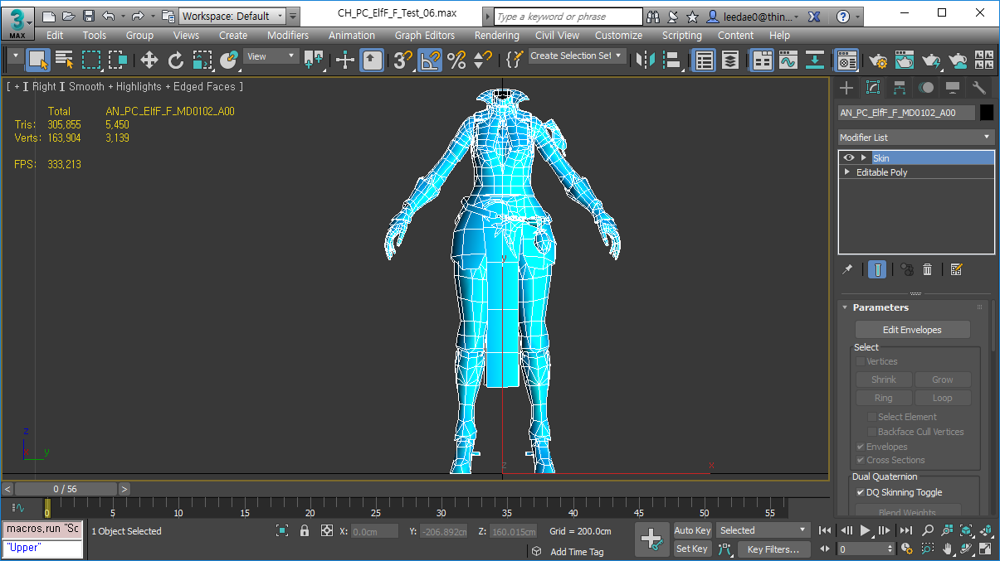 3
MAX
Workspace: Default
CH_PC_ElfF_F_Test_06.max
Type a keyword or phrase
leedae0@thin...
Edit Tools Group Views Create Modifiers Animation Graph Editors Rendering Civil View Customize Scripting Content Help
View
3
Create Selection Set
[ + ] [ Right ] [ Smooth + Highlights + Edged Faces ]
Total AN_PC_ElfF_F_MD0102_A00
Tris: 305,855 5,450
Verts: 163,904 3,139
FPS: 333,213
AN_PC_ElfF_F_MD0102_A00
Modifier List
Skin
Editable Poly
Parameters
Edit Envelopes
Select
Vertices
Shrink Grow
Ring Loop
Select Element
Backface Cull Vertices
Envelopes
Cross Sections
Dual Quaternion
DQ Skinning Toggle
Blend Weights
y
z
y
z
x
< 0 / 56 >
0 5 10 15 20 25 30 35 40 45 50 55
macros,run "Sc
"Upper"
1 Object Selected
X: 0.0cm Y: -206.892cm Z: 160.015cm Grid = 200.0cm
Add Time Tag
Auto Key Selected
Set Key Key Filters...
0